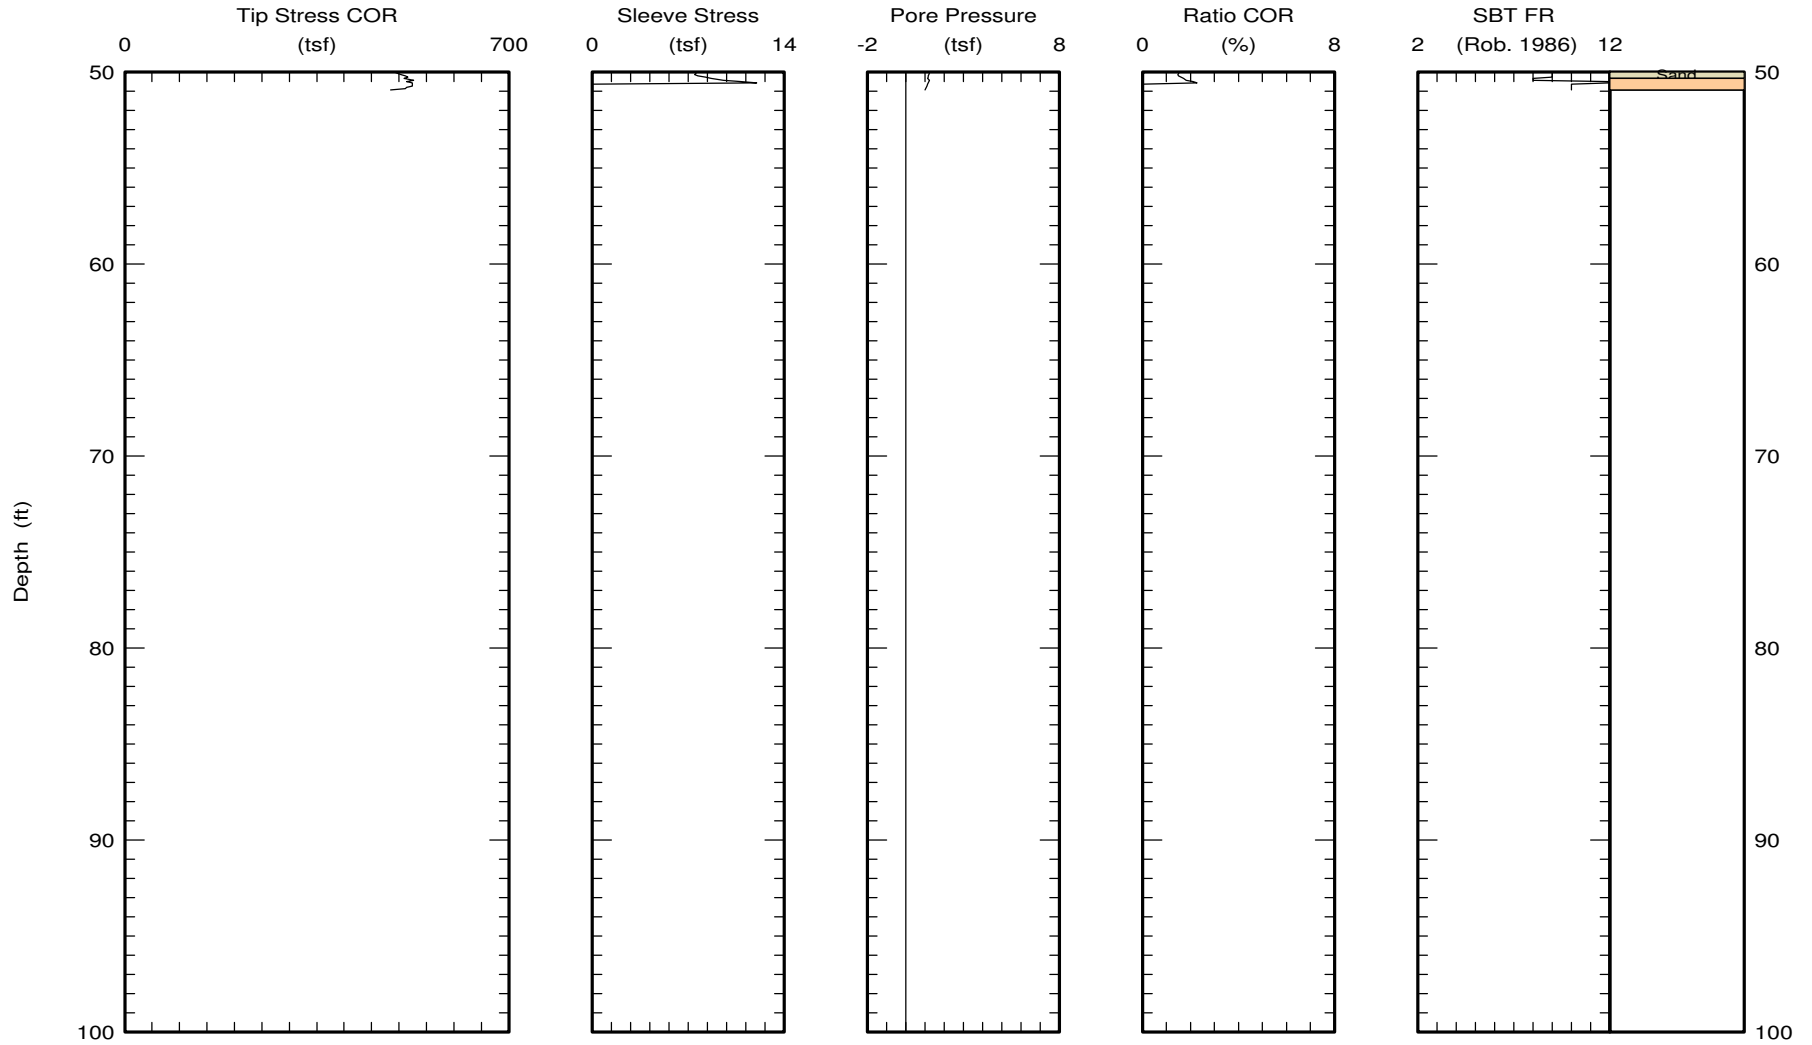 Tip Stress COR Sleeve Stress Pore Pressure Ratio COR SBT FR
0 (tsf) 700 0 (tsf) 14 -2 (tsf) 8 0 (%) 8 2 (Rob. 1986) 12
50 Sand 50
60 60
70 70
Depth (ft)
80 80
90 90
100 100